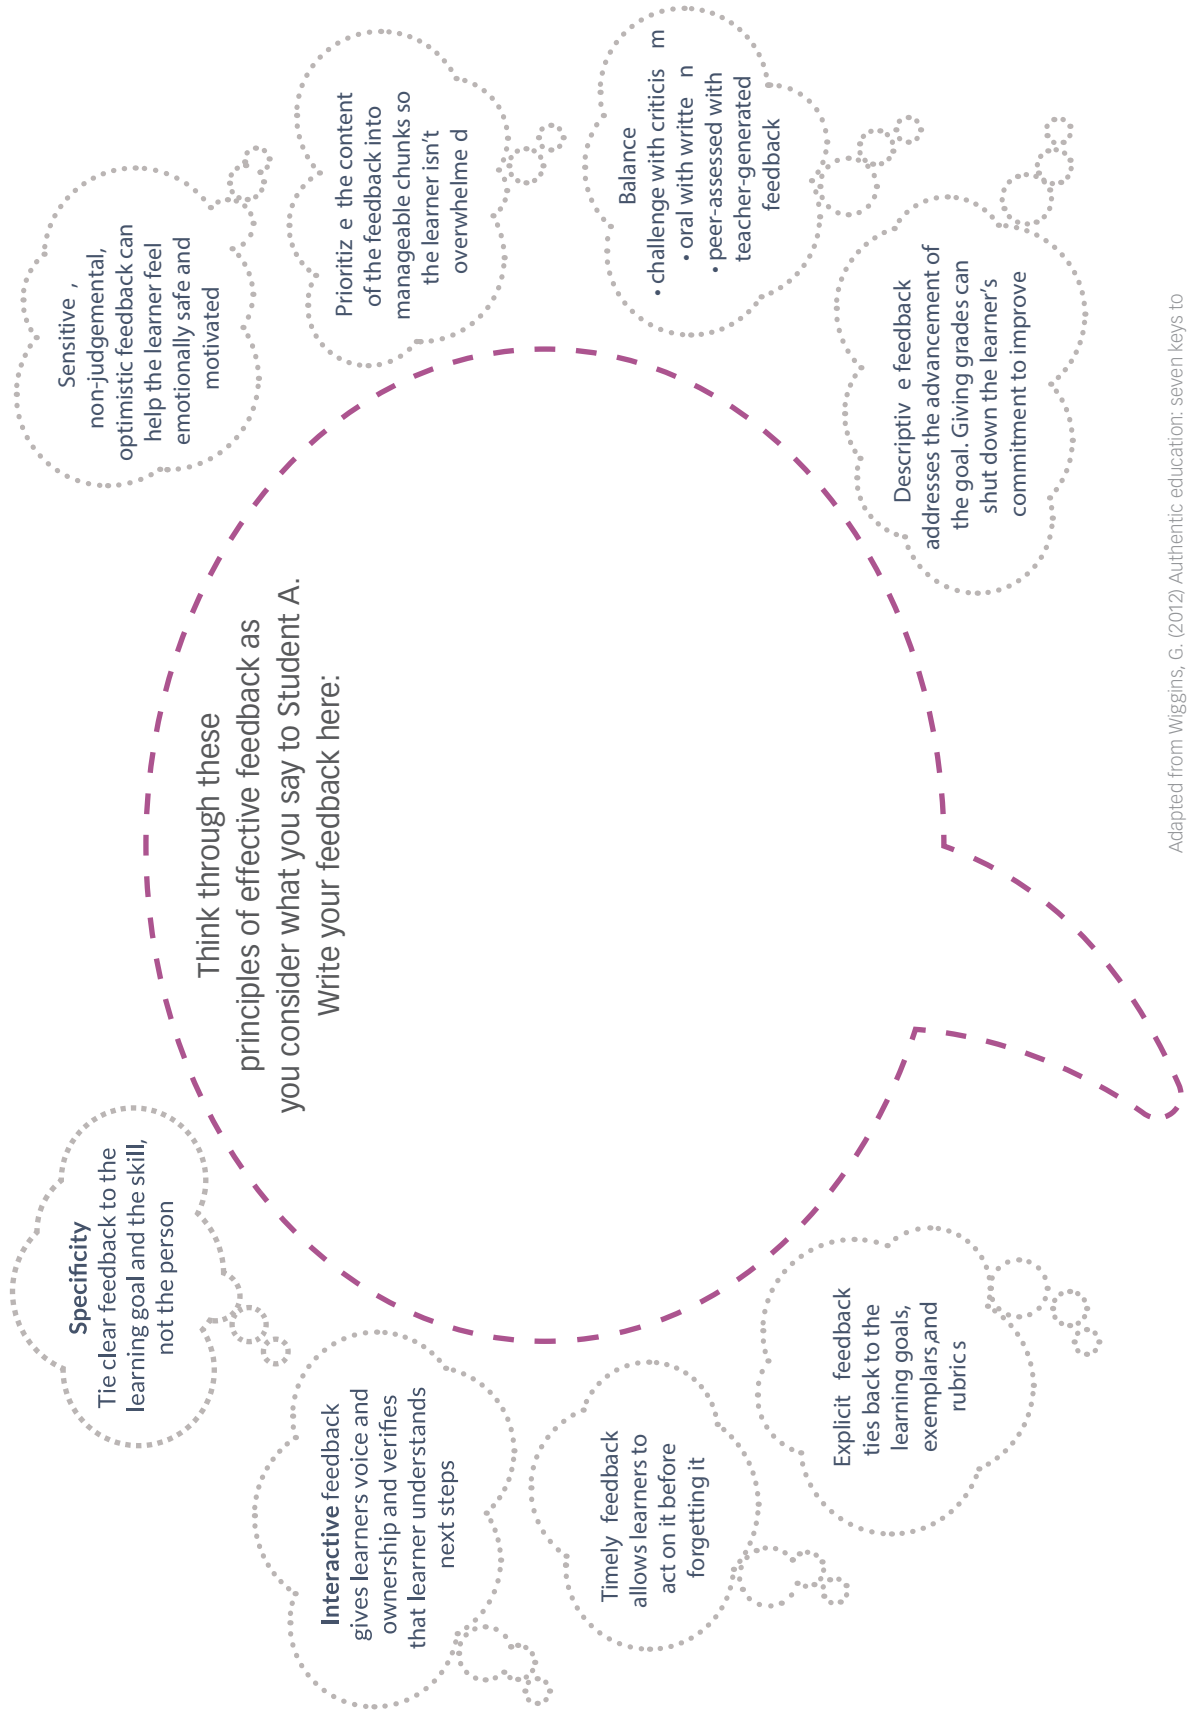 Specificity
Tie clear feedback to the
learning goal and the skill,
not the person
Think through these
principles of effective feedback as
you consider what you say to Student A.
Write your feedback here:
Sensitive ,
non-judgemental,
optimistic feedback can
help the learner feel
emotionally safe and
motivated
Interactive feedback
gives learners voice and
ownership and verifies
that learner understands
next steps
Prioritiz e the content
of the feedback into
manageable chunks so
the learner isn't
overwhelme d
Timely feedback
allows learners to
act on it before
forgetting it
Balance
• challenge with criticis m
• oral with writte n
• peer-assessed with
teacher-generated
feedback
Explicit feedback
ties back to the
learning goals,
exemplars,and
rubric s
Descriptiv e feedback
addresses the advancement of
the goal. Giving grades can
shut down the learner's
commitment to improve
Adapted from Wiggins, G. (2012) Authentic education: seven keys to